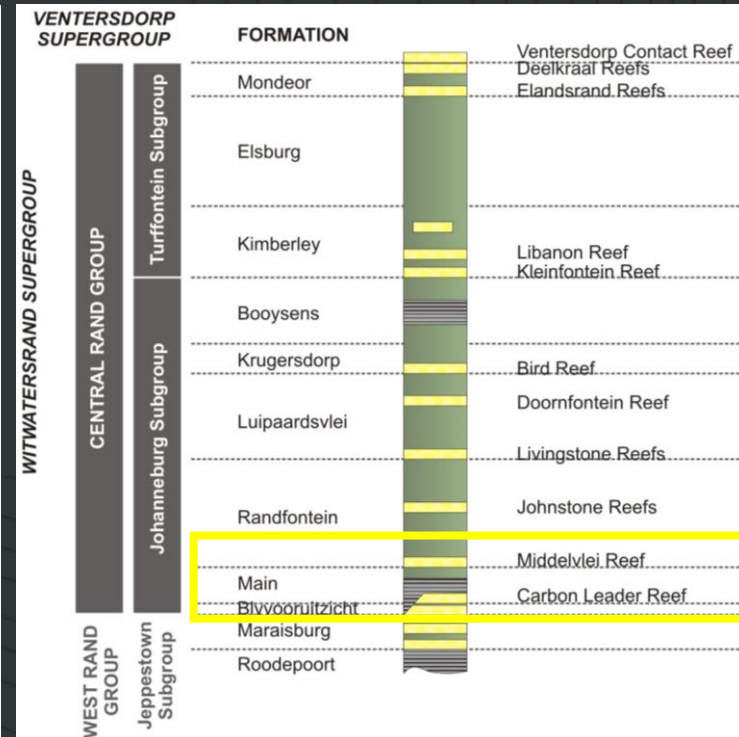 VENTERSDORP
SUPERGROUP
FORMATION
Ventersdorp Contact Reef
Deelkraal Reefs
Mondeor
Elandsrand Reefs
Elsburg
Kimberley
Libanon Reef
Kleinfontein Reef
Booysens
Krugersdorp
Bird Reef
Doornfontein Reef
Luipaardsvlei
Livingstone Reefs
Johnstone Reefs
Randfontein
Middelvlei Reef
Main
Carbon Leader Reef
Blyvooruitzicht
Maraisburg
Roodepoort
WITWATERSRAND SUPERGROUP
CENTRAL RAND GROUP
Turffontein Subgroup
Johanneburg Subgroup
WEST RAND
GROUP
Jeppestown
Subgroup